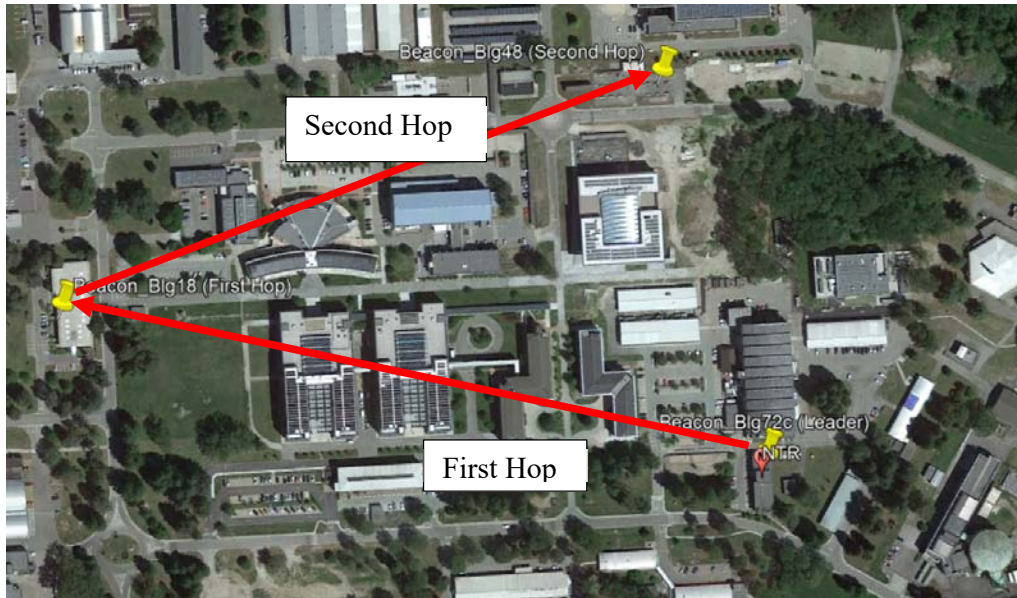 Beacon_Blg48 (Second Hop)
Second Hop
Beacon_Blg18 (First Hop)
Beacon_Blg72c (Leader)
NTR
First Hop